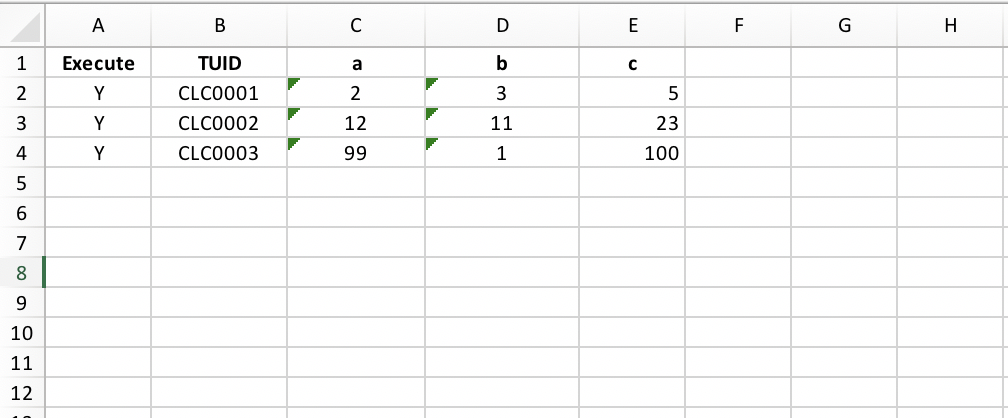 A B C D E F G H
1 Execute TUID a b c
2 Y CLC0001 2 3 5
3 Y CLC0002 12 11 23
4 Y CLC0003 99 1 100
5
6
7
8
9
10
11
12